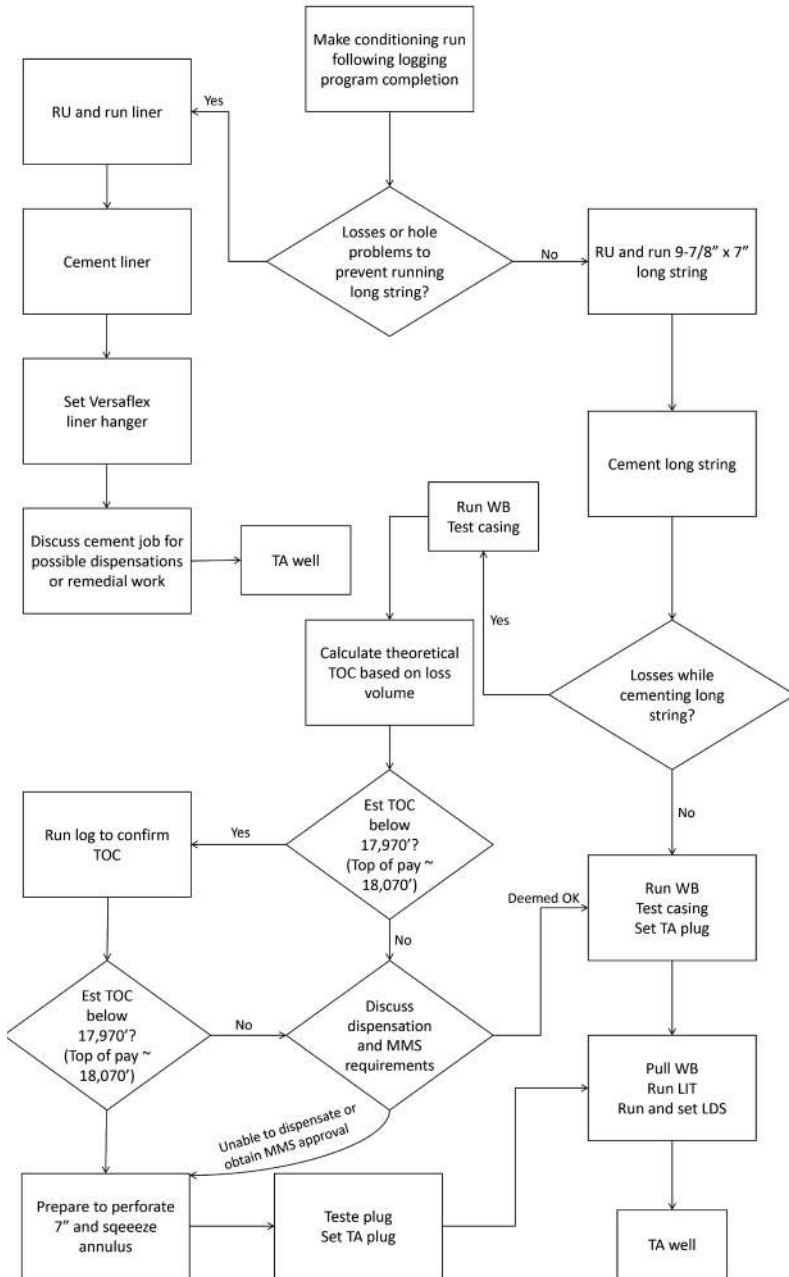 Make conditioning run
following logging
program completion
Yes
RU and run liner
Losses or hole
problems to
prevent running
long string?
No
RU and run 9-7/8” x 7”
long string
Cement liner
Set Versaflex
liner hanger
Cement long string
Run WB
Test casing
Discuss cement job for
possible dispensations
or remedial work
TA well
Yes
Calculate theoretical
TOC based on loss
volume
Losses while
cementing long
string?
No
Est TOC
below
17,970’?
(Top of pay ~
18,070’)
Yes
Run log to confirm
TOC
No
Deemed OK
Run WB
Test casing
Set TA plug
Est TOC
below
17,970’?
(Top of pay ~
18,070’)
No
Discuss
dispensation
and MMS
requirements
Pull WB
Run LIT
Run and set LDS
Unable to dispensate or
obtain MMS approval
Prepare to perforate
7” and sqeeeze
annulus
Teste plug
Set TA plug
TA well